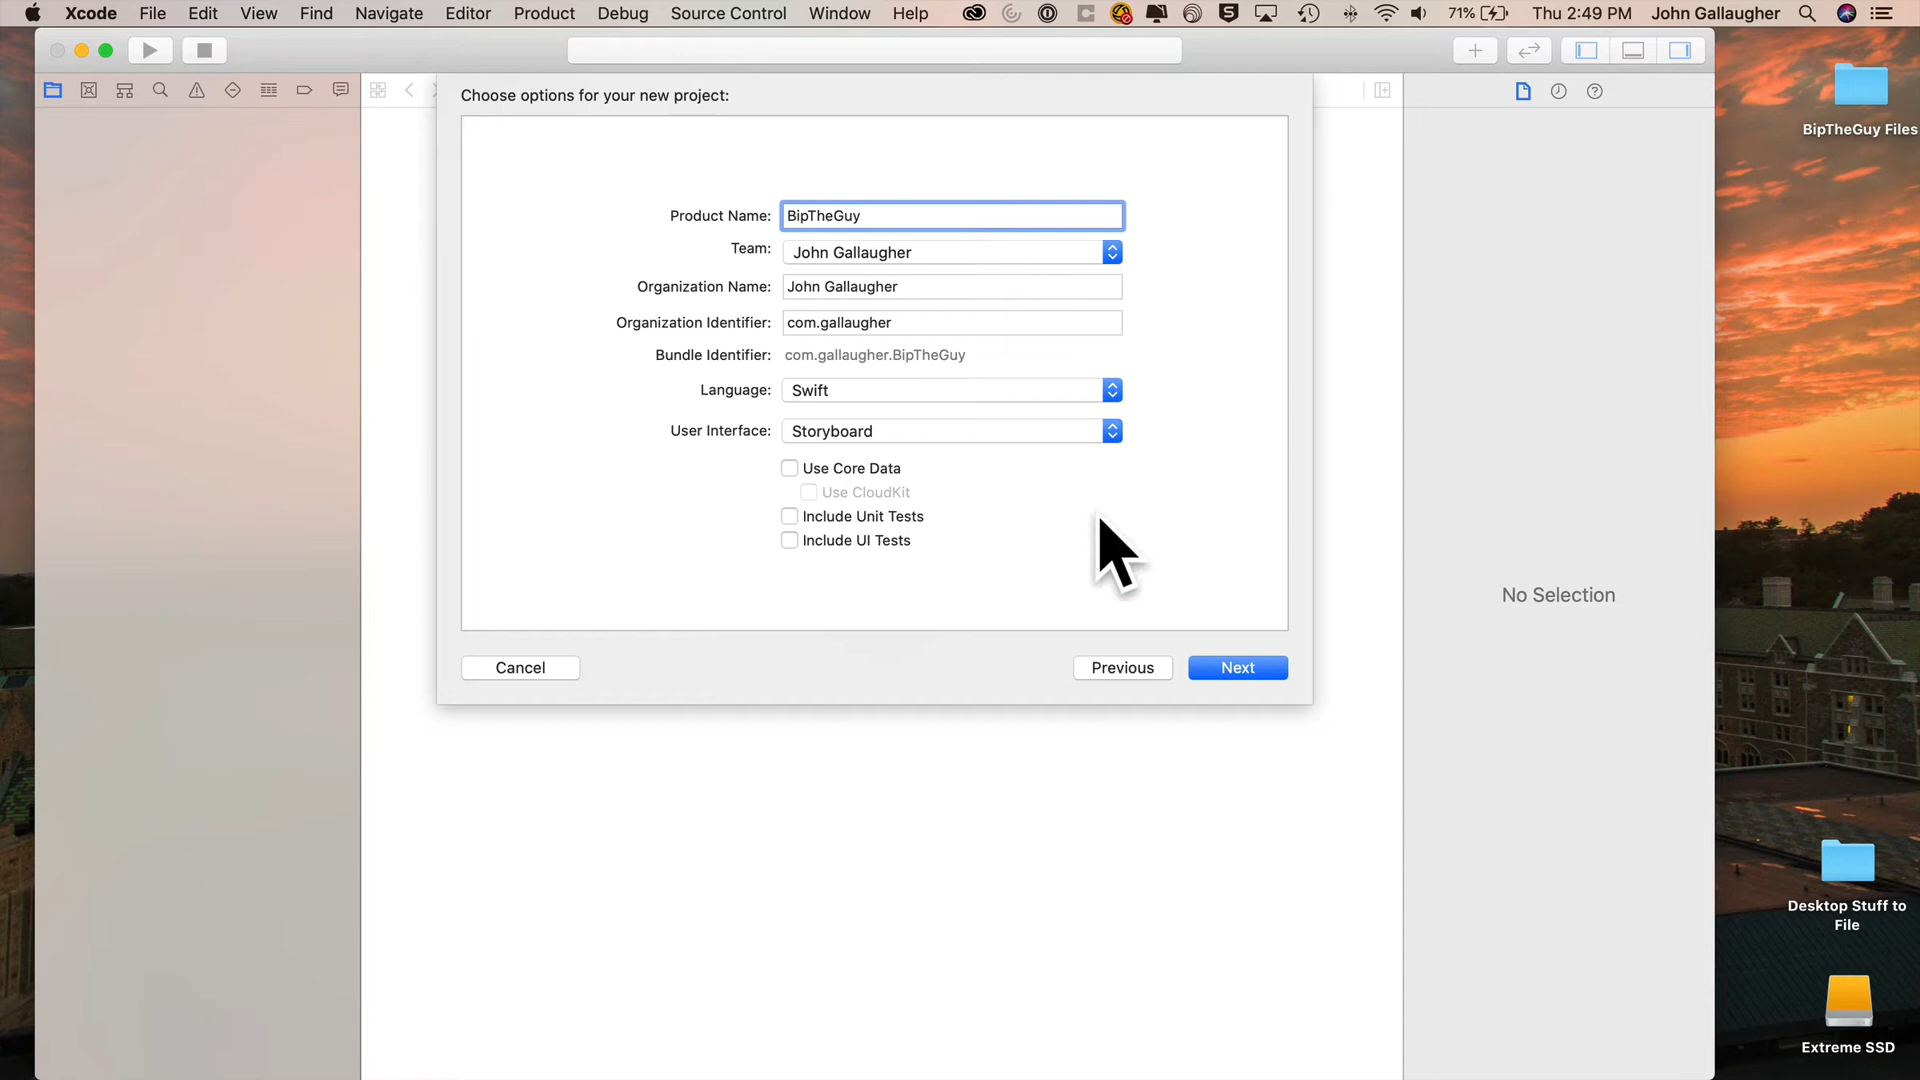 Xcode File Edit View Find Navigate Editor Product Debug Source Control Window Help 71% Thu 2:49 PM John Gallaugher
Choose options for your new project:
BipTheGuy Files
Product Name: BipTheGuy
Team: John Gallaugher
Organization Name: John Gallaugher
Organization Identifier: com.gallaugher
Bundle Identifier: com.gallaugher.BipTheGuy
Language: Swift
User Interface: Storyboard
Use Core Data
Use CloudKit
Include Unit Tests
Include UI Tests
No Selection
Cancel Previous Next
Desktop Stuff to
File
Extreme SSD